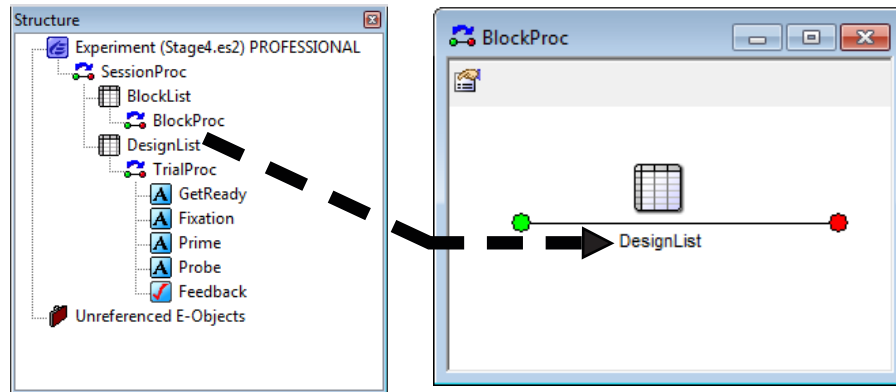 Structure
Experiment (Stage4.es2) PROFESSIONAL
SessionProc
BlockList
BlockProc
DesignList
TrialProc
GetReady
Fixation
Prime
Probe
Feedback
Unreferenced E-Objects
BlockProc
DesignList